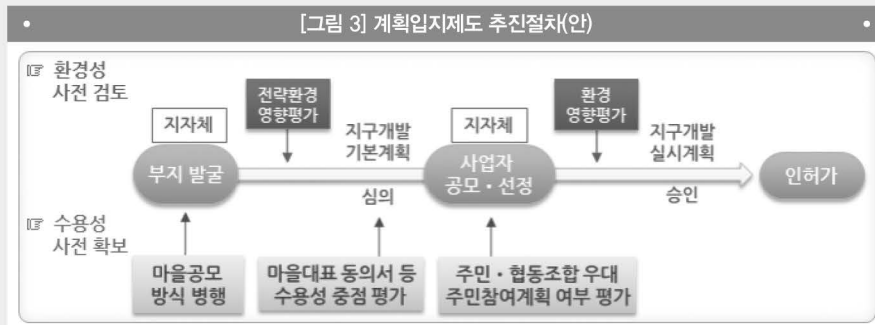 [그림 3] 계획입지제도 추진절차(안)
☞ 환경성
사전 검토
전략환경
영향평가
환경
영향평가
지자체
지구개발
기본계획
지자체
지구개발
실시계획
부지 발굴
사업자
공모·선정
인허가
심의
승인
☞ 수용성
사전 확보
마을공모
방식 병행
마을대표 동의서 등
수용성 중점 평가
주민·협동조합 우대
주민참여계획 여부 평가